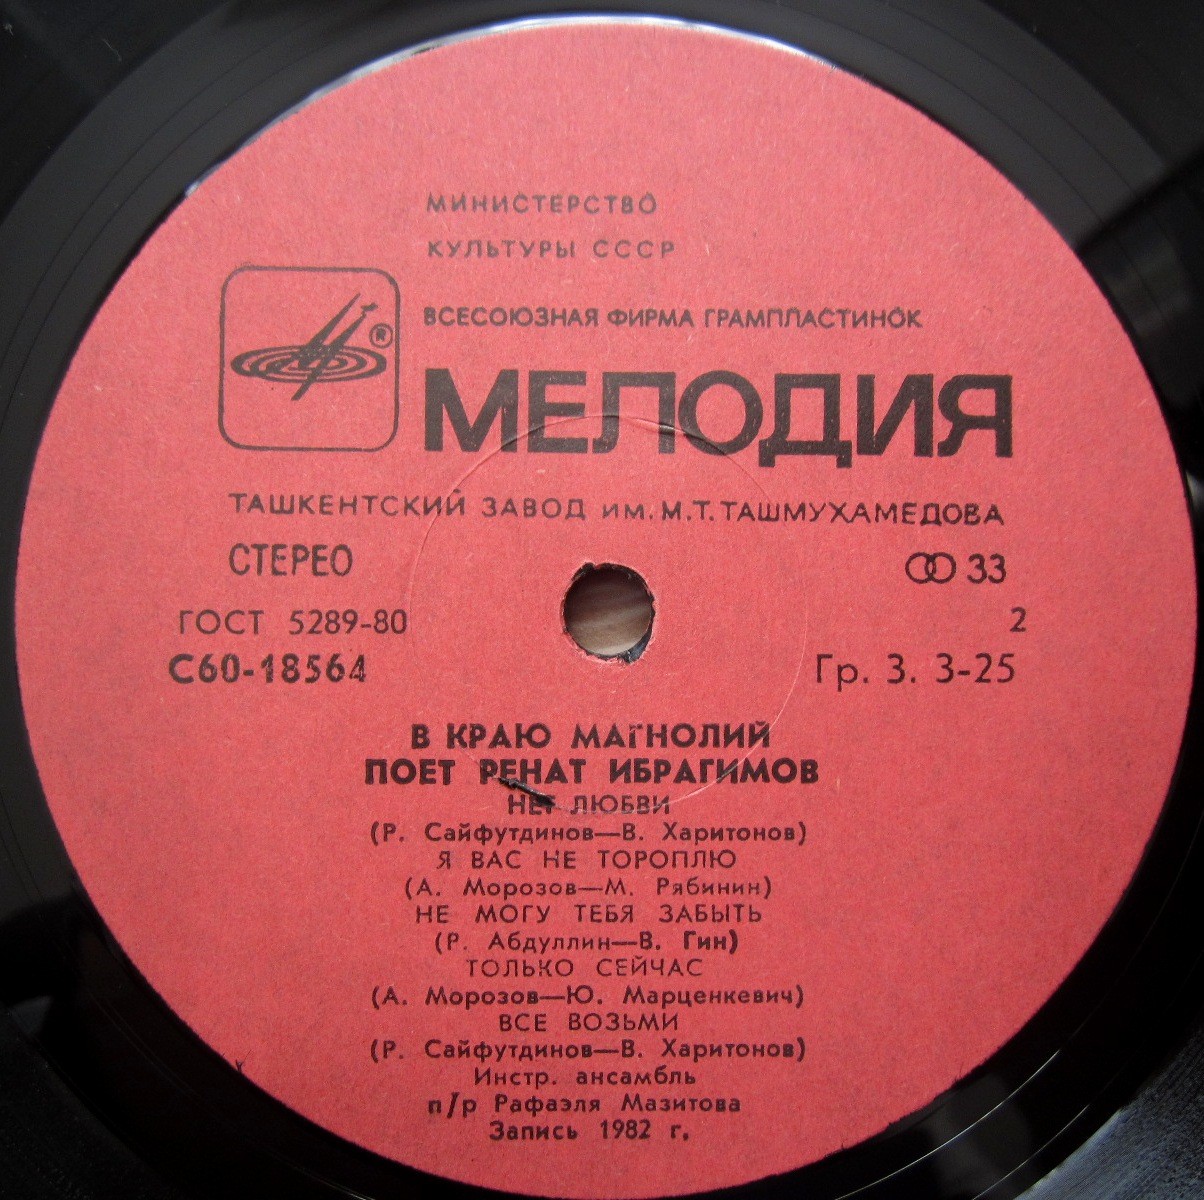 МИНИСТЕРСТВО
КУЛЬТУРЫ СССР
ВСЕСОЮЗНАЯ ФИРМА ГРАМПЛАСТИНОК
®
МЕЛОДИЯ
ТАШКЕНТСКИЙ ЗАВОД ИМ. М.Т. ТАШМУХАМЕДОВА
СТЕРЕО 33
ГОСТ 5289-80 2
С60-18564 Гр. 3. 3-25
В КРАЮ МАГНОЛИЙ
ПОЕТ РЕНАТ ИБРАГИМОВ
НЕТ ЛЮБВИ
(Р. Сайфутдинов—В. Харитонов)
Я ВАС НЕ ТОРОПЛЮ
(А. Морозов—М. Рябинин)
НЕ МОГУ ТЕБЯ ЗАБЫТЬ
(Р. Абдуллин—В. Гин)
ТОЛЬКО СЕЙЧАС
(А. Морозов—Ю. Марценкевич)
ВСЕ ВОЗЬМИ
(Р. Сайфутдинов—В. Харитонов)
Инстр. ансамбль
п/р Рафаэля Мазитова
Запись 1982 г.